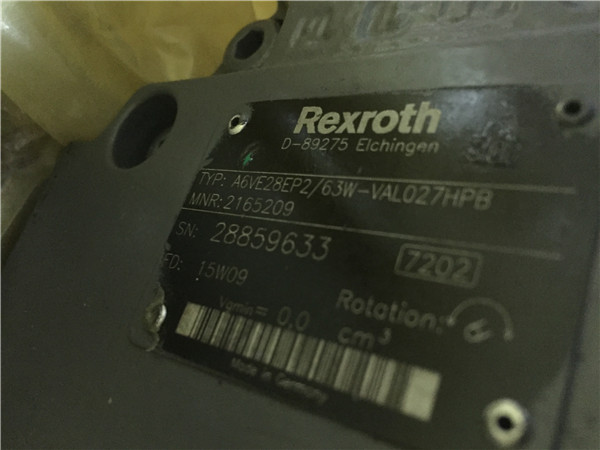 Rexroth
D-89275 Elchingen
TYP: A6VE28EP2/63W-VAL027HPB
MNR: 2165209
SN: 28859633
7202
FD: 15W09
Rotation:
Vgmin= 0.0 cm³
Made in Germany